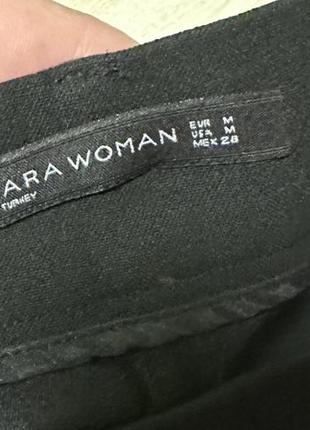 ARA WOMAN
TURKEY
EUR M
USA M
MEX 28